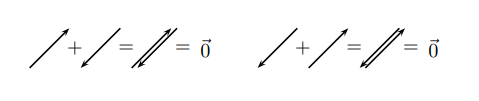 + = = 0⃗ + = = 0⃗